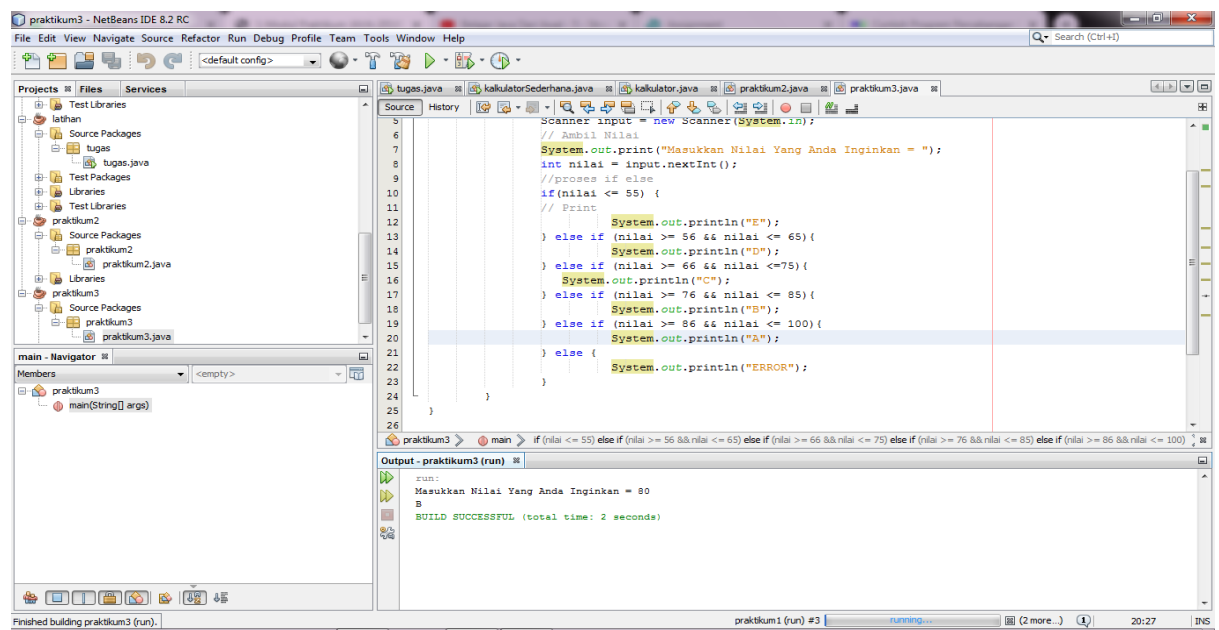 praktikum3 - NetBeans IDE 8.2 RC
File Edit View Navigate Source Refactor Run Debug Profile Team Tools Window Help
Search (Ctrl+I)
<default config>
Projects Files Services
Test Libraries
latihan
Source Packages
tugas
tugas.java
Test Packages
Libraries
Test Libraries
praktikum2
Source Packages
praktikum2
praktikum2.java
Libraries
praktikum3
Source Packages
praktikum3
praktikum3.java
main - Navigator
Members <empty>
praktikum3
main(String[] args)
tugas.java kalkulatorSederhana.java kalkulator.java praktikum2.java praktikum3.java
Source History
5 Scanner input = new Scanner(System.in);
6 // Ambil Nilai
7 System.out.print("Masukkan Nilai Yang Anda Inginkan = ");
8 int nilai = input.nextInt();
9 //proses if else
10 if(nilai <= 55) {
11 // Print
12 System.out.println("E");
13 } else if (nilai >= 56 && nilai <= 65){
14 System.out.println("D");
15 } else if (nilai >= 66 && nilai <=75){
16 System.out.println("C");
17 } else if (nilai >= 76 && nilai <= 85){
18 System.out.println("B");
19 } else if (nilai >= 86 && nilai <= 100){
20 System.out.println("A");
21 } else {
22 System.out.println("ERROR");
23 }
24 }
25 }
26
praktikum3 main if (nilai <= 55) else if (nilai >= 56 && nilai <= 65) else if (nilai >= 66 && nilai <= 75) else if (nilai >= 76 && nilai <= 85) else if (nilai >= 86 && nilai <= 100)
Output - praktikum3 (run)
run:
Masukkan Nilai Yang Anda Inginkan = 80
B
BUILD SUCCESSFUL (total time: 2 seconds)
Finished building praktikum3 (run).
praktikum1 (run) #3 running... (2 more...) 1 20:27 INS